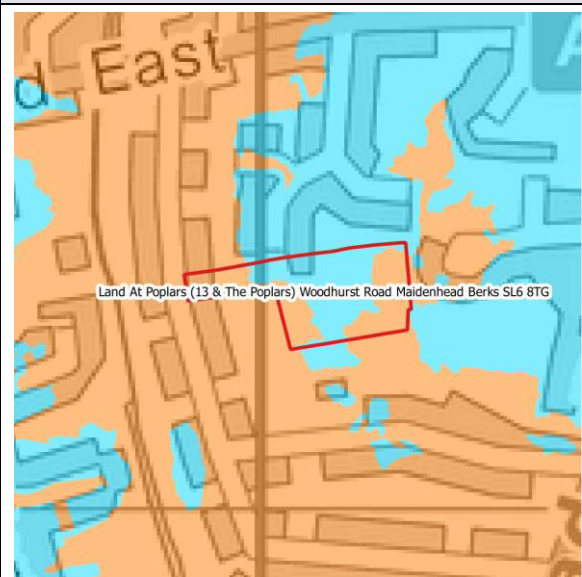 d East
A
Land At Poplars (13 & The Poplars) Woodhurst Road Maidenhead Berks SL6 8TG
d